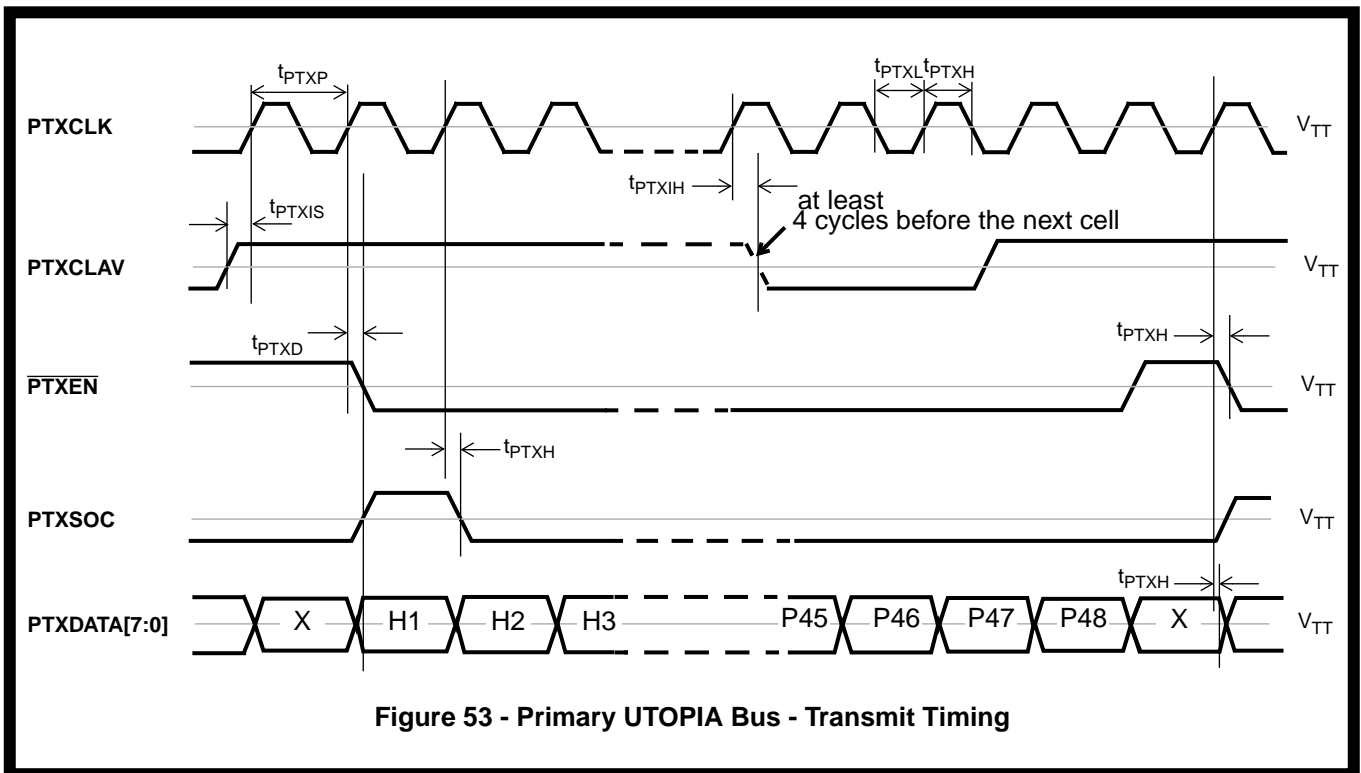 tPTXP
tPTXL tPTXH
PTXCLK
VTT
tPTXIH
at least
4 cycles before the next cell
tPTXIS
PTXCLAV
VTT
tPTXD
tPTXH
PTXEN
VTT
tPTXH
PTXSOC
VTT
tPTXH
PTXDATA[7:0] X H1 H2 H3 P45 P46 P47 P48 X VTT
Figure 53 - Primary UTOPIA Bus - Transmit Timing